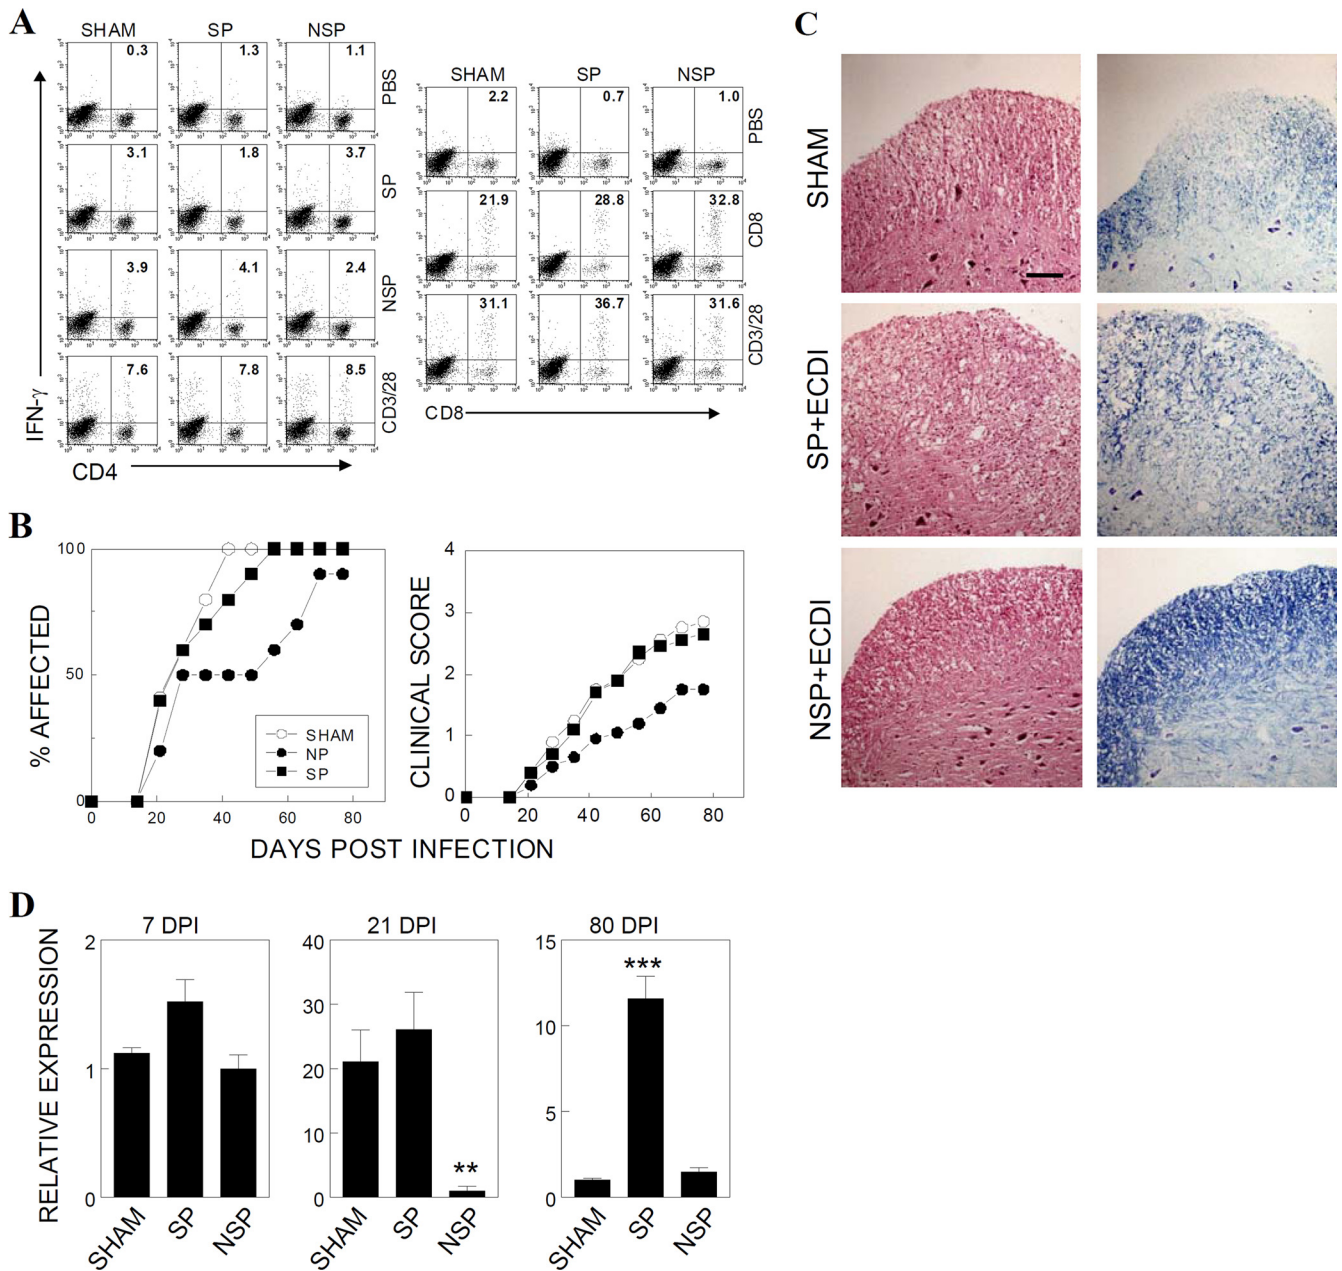 A
SHAM SP NSP
0.3 1.3 1.1
PBS
3.1 1.8 3.7
SP
3.9 4.1 2.4
NSP
7.6 7.8 8.5
CD3/28
IFN-γ
CD4
SHAM SP NSP
2.2 0.7 1.0
PBS
21.9 28.8 32.8
CD8
31.1 36.7 31.6
CD3/28
CD8
B
% AFFECTED
100
50
0
0 20 40 60 80
SHAM
NP
SP
CLINICAL SCORE
4
3
2
1
0
0 20 40 60 80
DAYS POST INFECTION
C
SHAM
SP+ECDI
NSP+ECDI
D
RELATIVE EXPRESSION
7 DPI
2
1
0
SHAM SP NSP
21 DPI
40
30
20
10
0
**
SHAM SP NSP
80 DPI
15
10
5
0
***
SHAM SP NSP